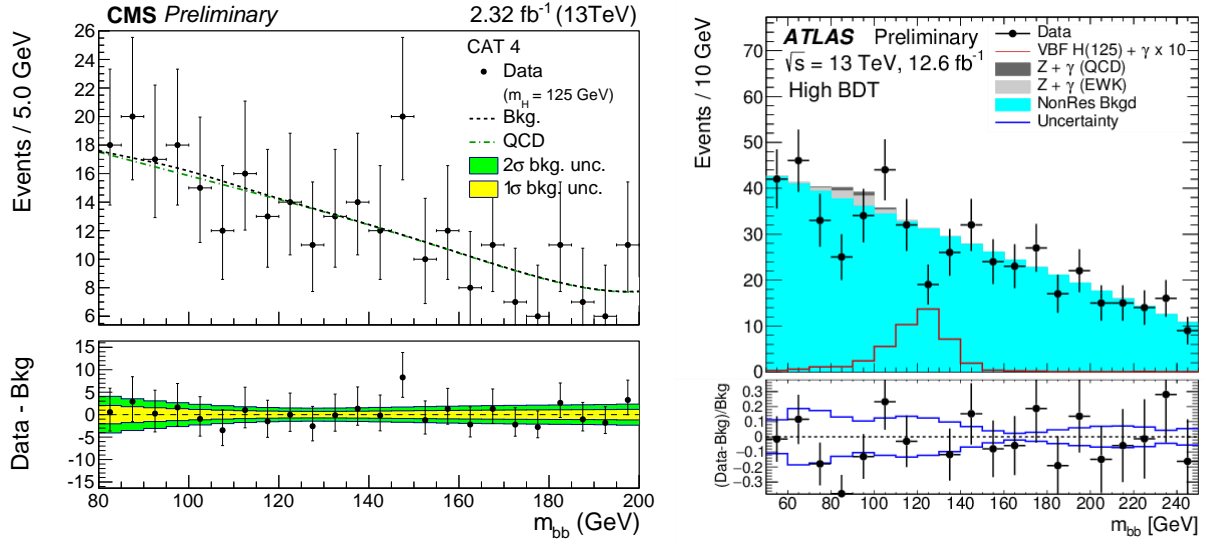 CMS Preliminary 2.32 fb⁻¹ (13TeV)
Events / 5.0 GeV
26
24
22
20
18
16
14
12
10
8
6
CAT 4
Data
(m_H = 125 GeV)
Bkg.
QCD
2σ bkg. unc.
1σ bkg unc.
Data - Bkg
15
10
5
0
-5
-10
-15
80 100 120 140 160 180 200
m_bb (GeV)
ATLAS Preliminary
√s = 13 TeV, 12.6 fb⁻¹
High BDT
Data
VBF H(125) + γ x 10
Z + γ (QCD)
Z + γ (EWK)
NonRes Bkgd
Uncertainty
Events / 10 GeV
70
60
50
40
30
20
10
0
(Data-Bkg)/Bkg
0.3
0.2
0.1
0
−0.1
−0.2
−0.3
60 80 100 120 140 160 180 200 220 240
m_bb [GeV]